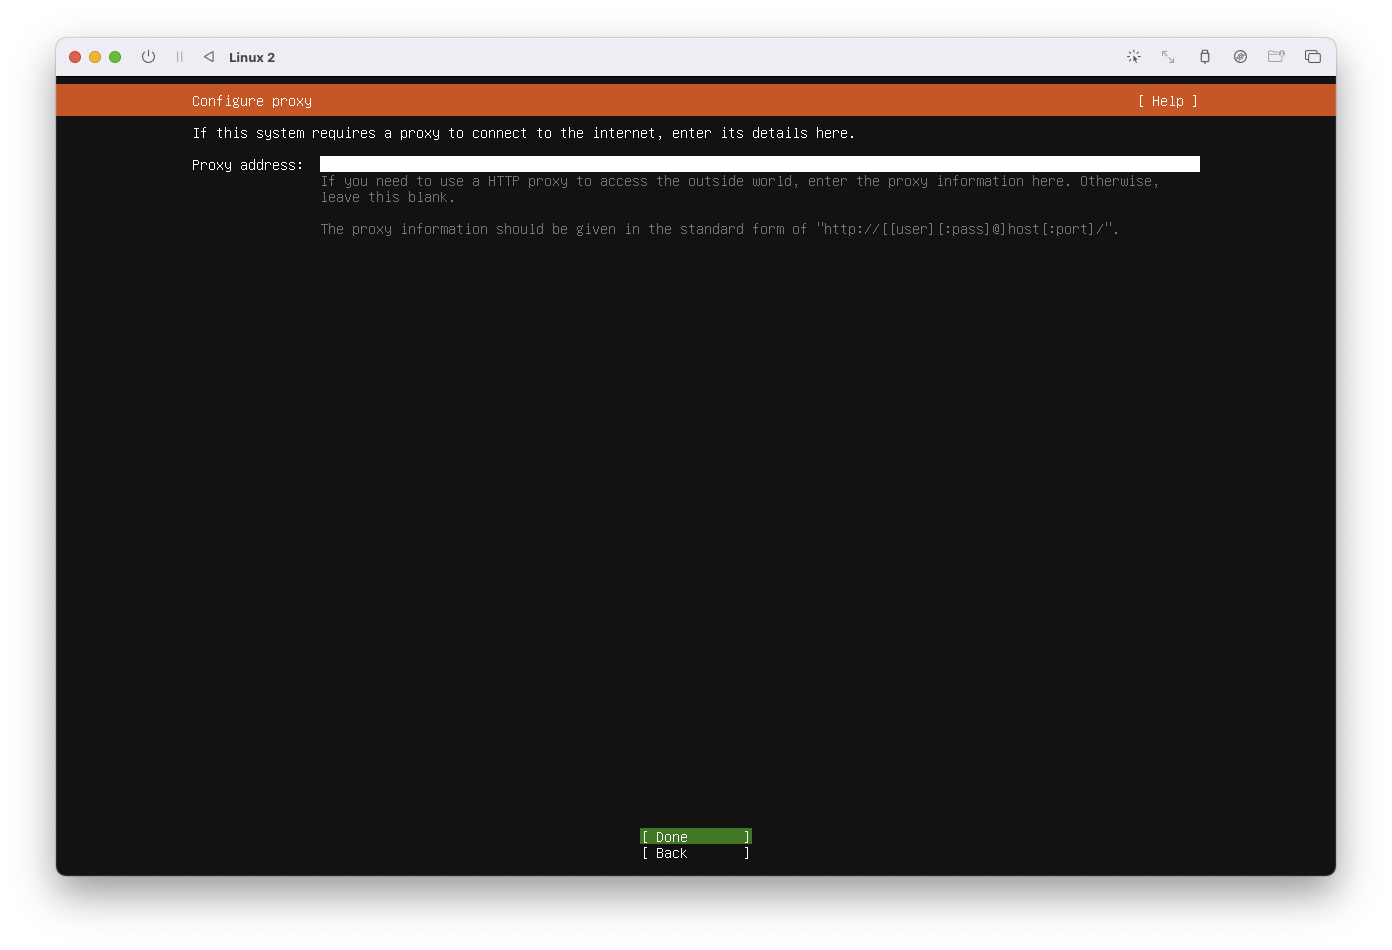 Linux 2
Configure proxy [ Help ]
If this system requires a proxy to connect to the internet, enter its details here.
Proxy address:
If you need to use a HTTP proxy to access the outside world, enter the proxy information here. Otherwise,
leave this blank.
The proxy information should be given in the standard form of "http://[[user][:pass]@]host[:port]/".
[ Done ]
[ Back ]